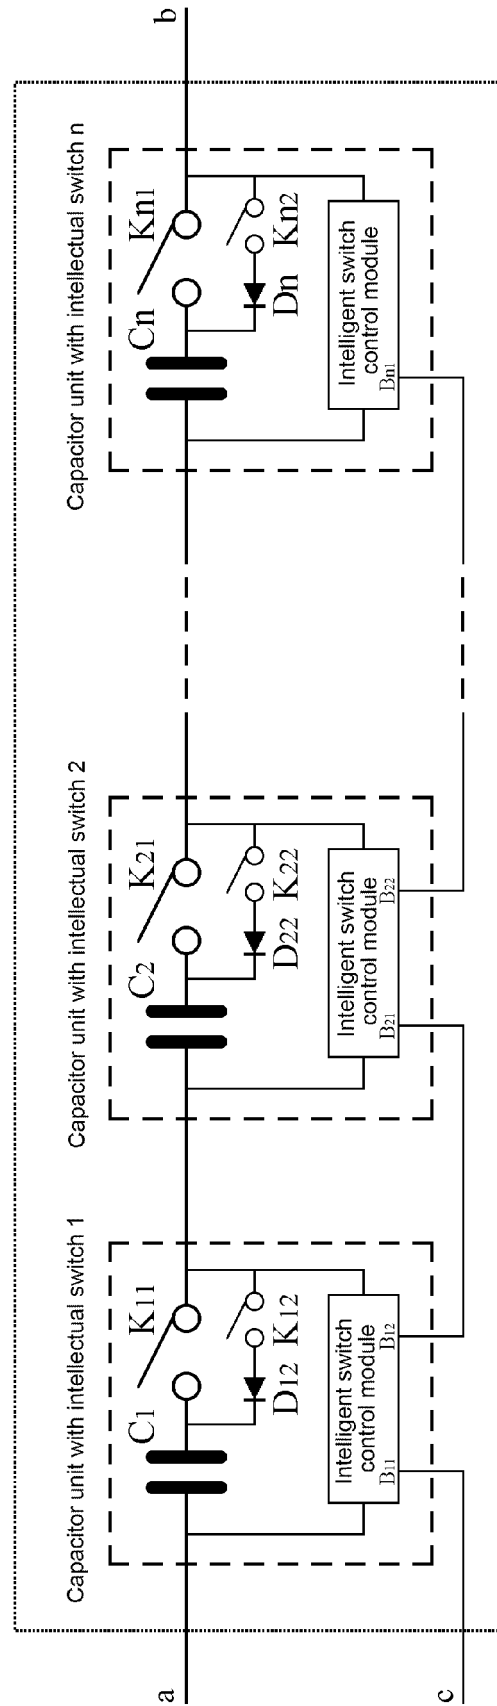 Capacitor unit with intellectual switch 1
C1
K11
D12
K12
Intelligent switch
control module
B11
B12
Capacitor unit with intellectual switch 2
C2
K21
D22
K22
Intelligent switch
control module
B21
B22
Capacitor unit with intellectual switch n
Cn
Kn1
Dn
Kn2
Intelligent switch
control module
Bn1
a
b
c